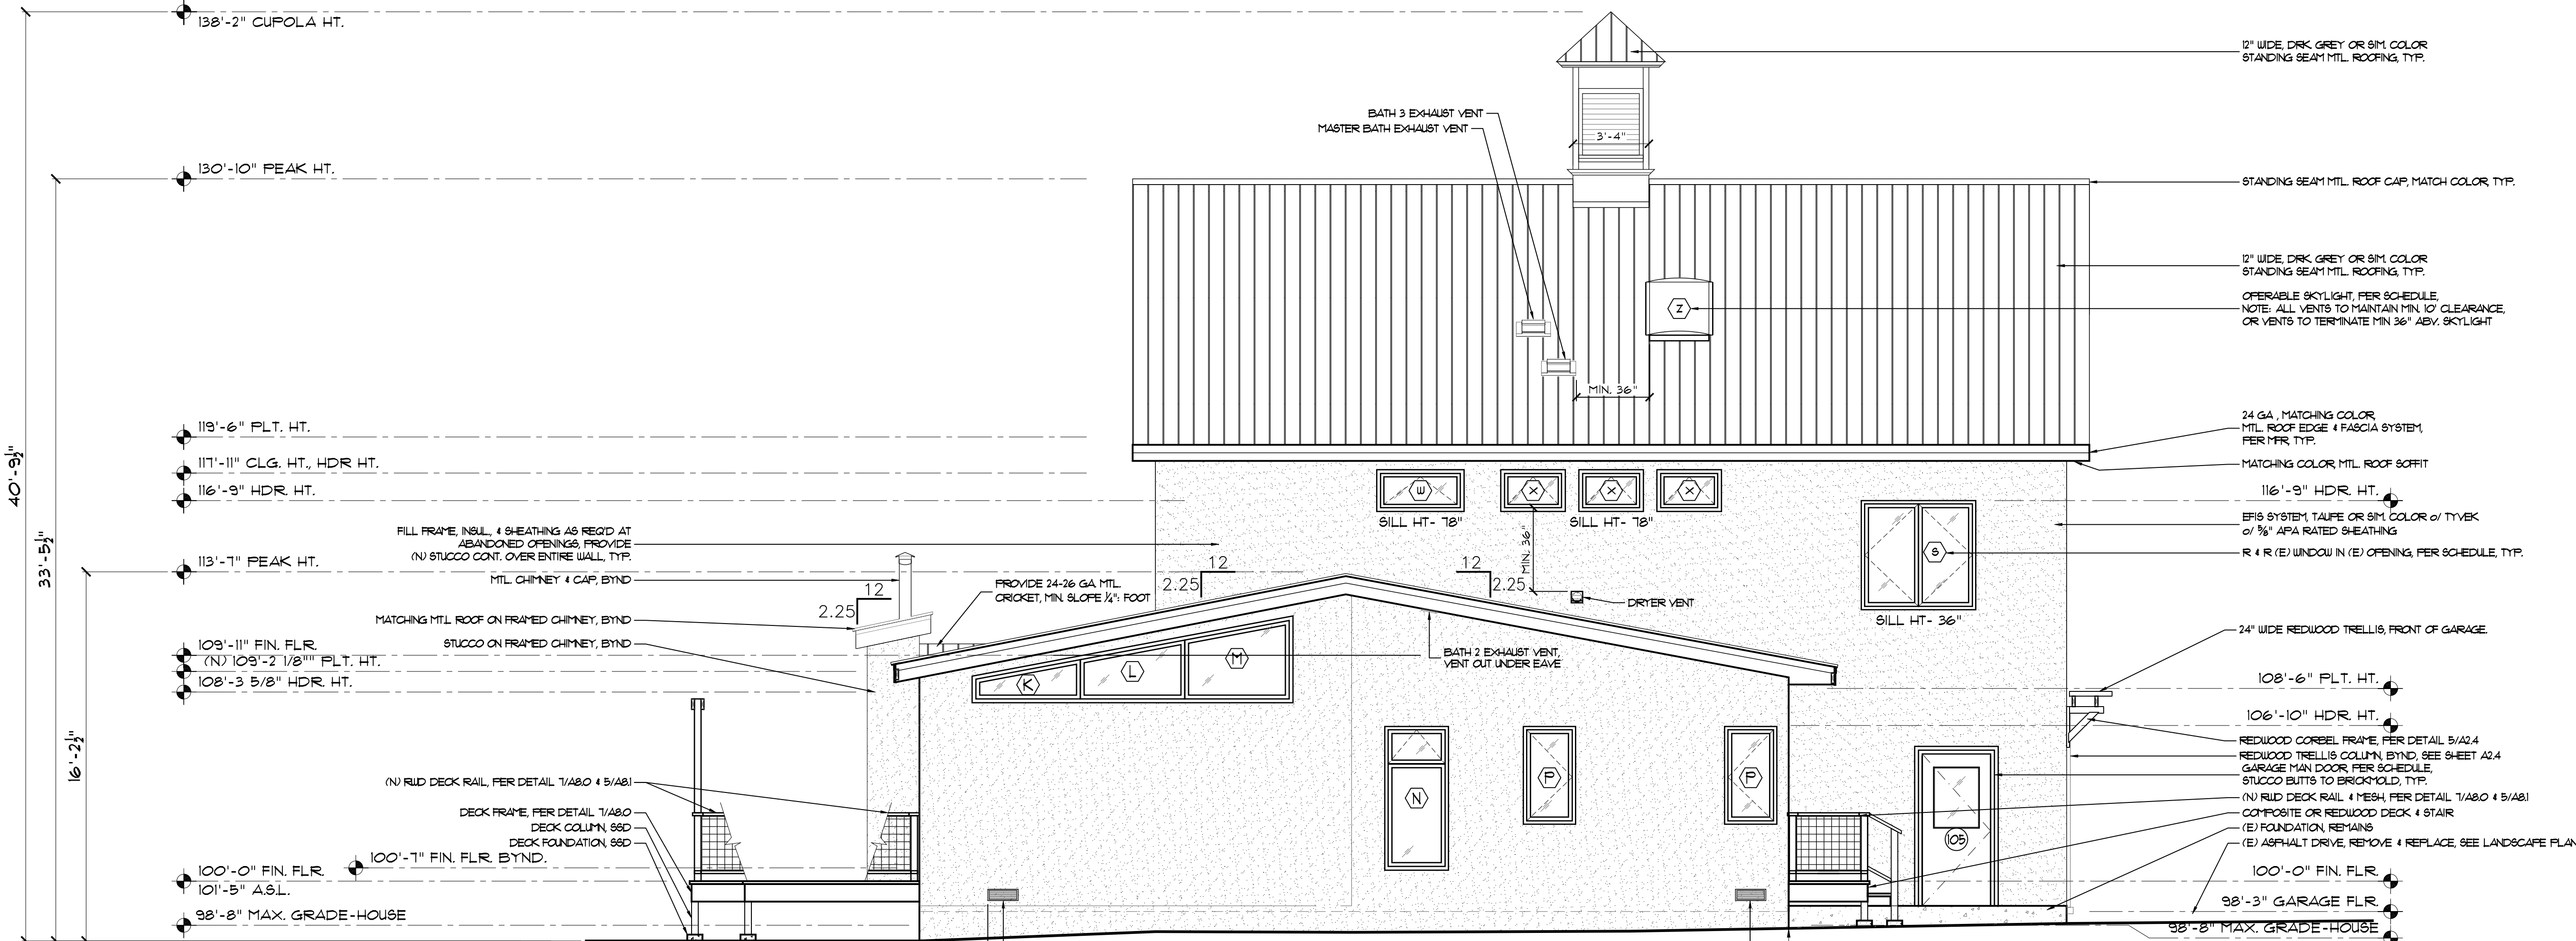 138'-2" CUPOLA HT.
130'-10" PEAK HT.
119'-6" PLT. HT.
117'-11" CLG. HT., HDR HT.
116'-9" HDR. HT.
113'-7" PEAK HT.
109'-11" FIN. FLR.
(N) 109'-2 1/8"" PLT. HT.
108'-3 5/8" HDR. HT.
100'-7" FIN. FLR. BYND.
100'-0" FIN. FLR.
101'-5" A.S.L.
98'-8" MAX. GRADE-HOUSE
40'-9½"
33'-5½"
16'-2½"
FILL FRAME, INSUL., & SHEATHING AS REQ'D AT
ABANDONED OPENINGS, PROVIDE
(N) STUCCO CONT. OVER ENTIRE WALL, TYP.
MTL. CHIMNEY & CAP, BYND
MATCHING MT.L ROOF ON FRAMED CHIMNEY, BYND
STUCCO ON FRAMED CHIMNEY, BYND
(N) RWD DECK RAIL, PER DETAIL 7/A8.0 & 5/A8.1
DECK FRAME, PER DETAIL 7/A8.0
DECK COLUMN, SSD
DECK FOUNDATION, SSD
12
2.25
PROVIDE 24-26 GA. MTL.
CRICKET, MIN. SLOPE ¼": FOOT
12
2.25
12
2.25
BATH 3 EXHAUST VENT
MASTER BATH EXHAUST VENT
3'-4"
Z
MIN. 36"
W
X
X
X
SILL HT- 78"
SILL HT- 78"
MIN. 36"
DRYER VENT
S
SILL HT- 36"
BATH 2 EXHAUST VENT,
VENT OUT UNDER EAVE
K
L
M
N
P
P
105
12" WIDE, DRK. GREY OR SIM. COLOR
STANDING SEAM MTL. ROOFING, TYP.
STANDING SEAM MTL. ROOF CAP, MATCH COLOR, TYP.
12" WIDE, DRK. GREY OR SIM. COLOR
STANDING SEAM MTL. ROOFING, TYP.
OPERABLE SKYLIGHT, PER SCHEDULE,
NOTE: ALL VENTS TO MAINTAIN MIN. 10' CLEARANCE,
OR VENTS TO TERMINATE MIN 36" ABV. SKYLIGHT
24 GA , MATCHING COLOR,
MTL. ROOF EDGE & FASCIA SYSTEM,
PER MFR, TYP.
MATCHING COLOR, MTL. ROOF SOFFIT
116'-9" HDR. HT.
EFIS SYSTEM, TAUPE OR SIM. COLOR o/ TYVEK
o/ ⅝" APA RATED SHEATHING
R & R (E) WINDOW IN (E) OPENING, PER SCHEDULE, TYP.
24" WIDE REDWOOD TRELLIS, FRONT OF GARAGE.
108'-6" PLT. HT.
106'-10" HDR. HT.
REDWOOD CORBEL FRAME, PER DETAIL 5/A2.4
REDWOOD TRELLIS COLUMN, BYND, SEE SHEET A2.4
GARAGE MAN DOOR, PER SCHEDULE,
STUCCO BUTTS TO BRICKMOLD, TYP.
(N) RWD DECK RAIL & MESH, PER DETAIL 7/A8.0 & 5/A8.1
COMPOSITE OR REDWOOD DECK & STAIR
(E) FOUNDATION, REMAINS
(E) ASPHALT DRIVE, REMOVE & REPLACE, SEE LANDSCAPE PLAN
100'-0" FIN. FLR.
98'-3" GARAGE FLR.
98'-8" MAX. GRADE-HOUSE